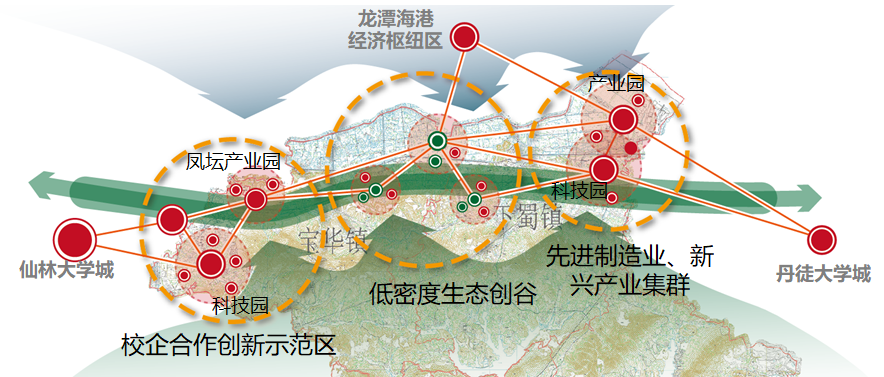 龙潭海港
经济枢纽区
产业园
凤坛产业园
科技园
下蜀镇
宝华镇
先进制造业、新
兴产业集群
仙林大学城
丹徒大学城
低密度生态创谷
科技园
校企合作创新示范区